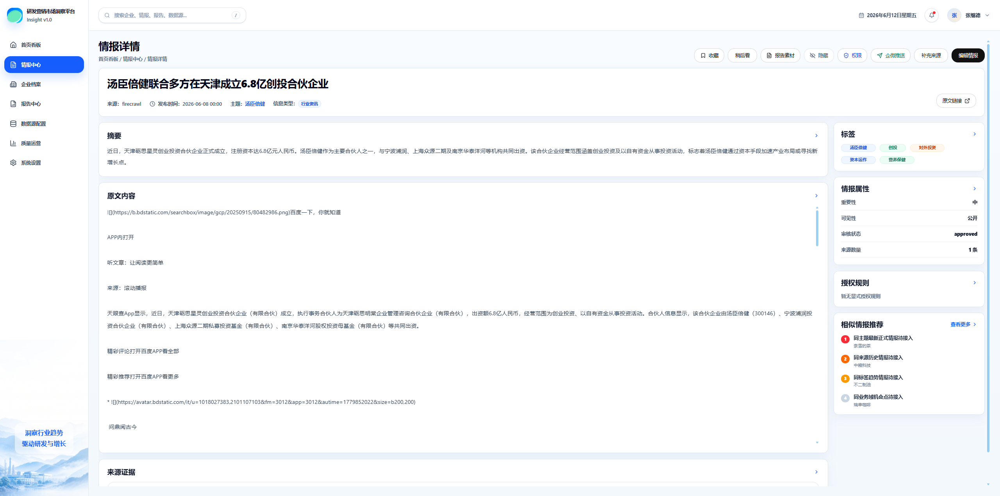 研发营销市场洞察平台
Insight v1.0
搜索企业、情报、报告、数据源...
/
2026年6月12日星期五
张
张继德
首页看板
情报中心
企业档案
报告中心
数据源配置
质量运营
系统设置
洞察行业趋势
驱动研发与增长
情报详情
首页看板 / 情报中心 / 情报详情
收藏
稍后看
报告素材
隐藏
权限
企微推送
补充来源
编辑情报
汤臣倍健联合多方在天津成立6.8亿创投合伙企业
来源：firecrawl 发布时间：2026-06-08 00:00 主题：汤臣倍健 信息类型：行业资讯
原文链接
摘要
近日，天津砺思星灵创业投资合伙企业正式成立，注册资本达6.8亿元人民币。汤臣倍健作为主要合伙人之一，与宁波浦润、上海众源二期及南京华泰洋河等机构共同出资。该合伙企业经营范围涵盖创业投资及以自有资金从事投资活动，标志着汤臣倍健通过资本手段加速产业布局或寻找新
增长点。
原文内容
![](https://b.bdstatic.com/searchbox/image/gcp/20250915/80482986.png)百度一下，你就知道
APP内打开
听文章：让阅读更简单
来源：滚动播报
天眼查App显示，近日，天津砺思星灵创业投资合伙企业（有限合伙）成立，执行事务合伙人为天津砺思明棠企业管理咨询合伙企业（有限合伙），出资额6.8亿人民币，经营范围为创业投资、以自有资金从事投资活动。合伙人信息显示，该合伙企业由汤臣倍健（300146）、宁波浦润投
资合伙企业（有限合伙）、上海众源二期私募投资基金（有限合伙）、南京华泰洋河股权投资母基金（有限合伙）等共同出资。
精彩评论打开百度APP看全部
精彩推荐打开百度APP看更多
* ![](https://avatar.bdstatic.com/it/u=1018027383,2101107103&fm=3012&app=3012&autime=1779852022&size=b200,200)
问鼎阅古今
来源证据
标签
汤臣倍健
创投
对外投资
资本运作
营养保健
情报属性
重要性 中
可见性 公开
审核状态 approved
来源数量 1 条
授权规则
暂无显式授权规则
相似情报推荐
查看更多
1 同主题最新正式情报待接入
奈雪的茶
2 同来源历史情报待接入
中粮科技
3 同标签趋势情报待接入
不二制油
4 同业务域机会点待接入
瑞幸咖啡